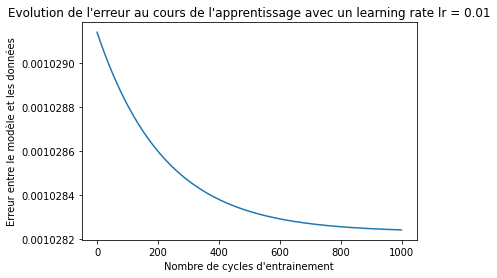 Evolution de l'erreur au cours de l'apprentissage avec un learning rate lr = 0.01
Erreur entre le modèle et les données
0.0010290
0.0010288
0.0010286
0.0010284
0.0010282
0 200 400 600 800 1000
Nombre de cycles d'entrainement